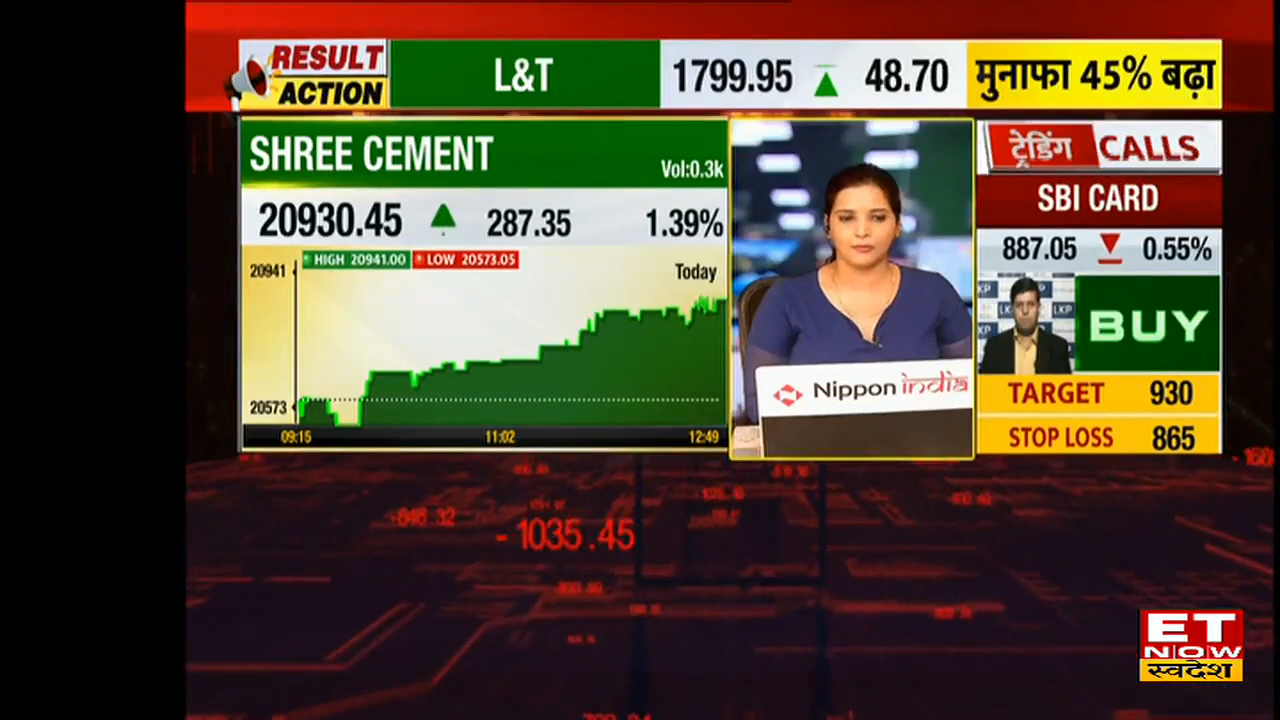 RESULT
ACTION
L&T
1799.95 ▲ 48.70
मुनाफा 45% बढ़ा
SHREE CEMENT
Vol:0.3k
20930.45 ▲ 287.35 1.39%
HIGH 20941.00 LOW 20573.05
20941
Today
20573
09:15 11:02 12:49
Nippon india
ट्रेडिंग CALLS
SBI CARD
887.05 ▼ 0.55%
LKP
BUY
TARGET 930
STOP LOSS 865
-1035.45
ET
NOW
स्वदेश